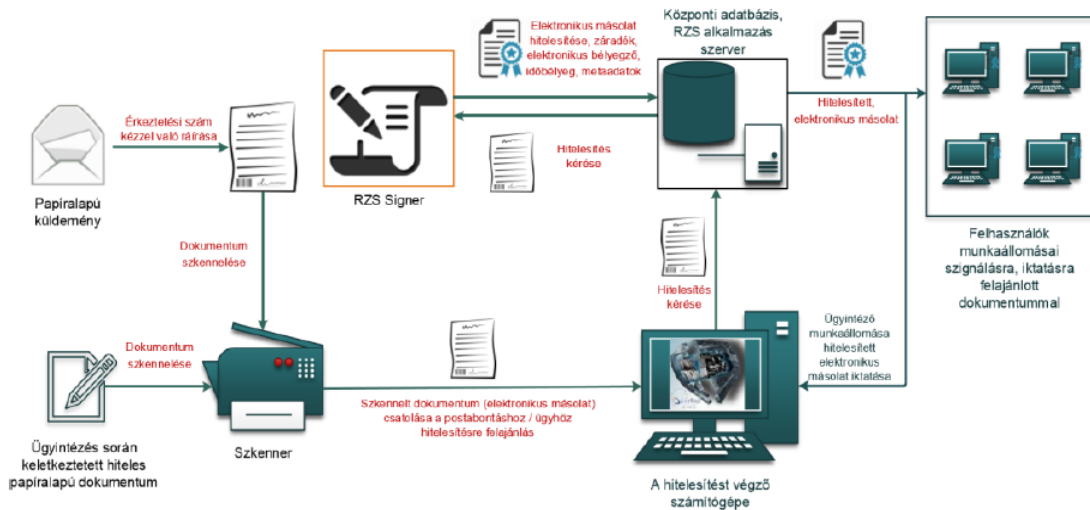 Elektronikus másolat
hitelesítése, záradék,
elektronikus bélyegző,
időbélyeg, metaadatok
Központi adatbázis,
RZS alkalmazás
szerver
Érkeztetési szám
kézzel való ráírása
Papíralapú
küldemény
RZS Signer
Hitelesítés
kérése
Hitelesített,
elektronikus másolat
Felhasználók
munkaállomásai
szignálásra, iktatásra
felajánlott
dokumentummal
Dokumentum
szkennelése
Hitelesítés
kérése
Ügyintéző
munkaállomása
hitelesített
elektronikus
másolat iktatása
Dokumentum
szkennelése
Szkennelt dokumentum (elektronikus másolat)
csatolása a postabontáshoz / ügyhöz
hitelesítésre felajánlás
Ügyintézés során
keletkeztetett hiteles
papíralapú dokumentum
Szkenner
A hitelesítést végző
számítógépe